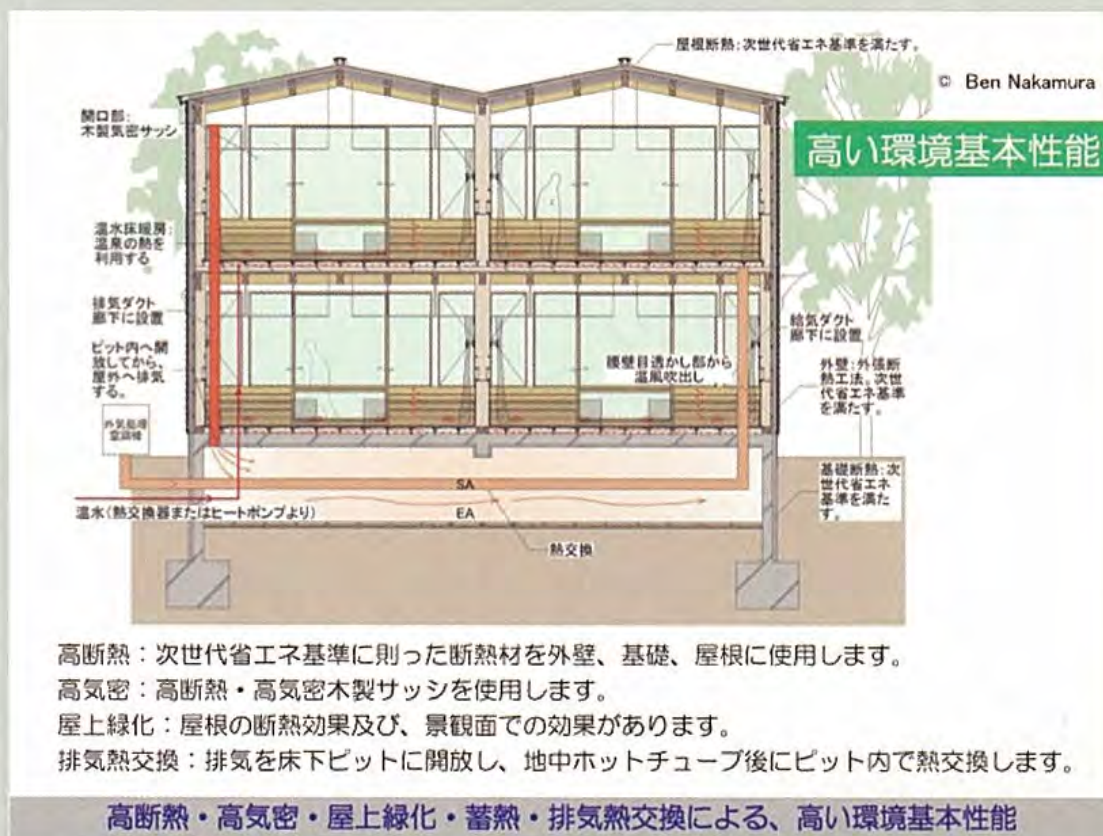 屋根断熱:次世代省エネ基準を満たす。
© Ben Nakamura
開口部:
木製気密サッシ
高い環境基本性能
温水床暖房:
温泉の熱を
利用する
排気ダクト
廊下に設置
ピット内へ開
放してから、
屋外へ排気
する。
外気処理
空調機
給気ダクト
廊下に設置
腰壁目透かし部から
温風吹出し
外壁:外張断
熱工法。次世
代省エネ基準
を満たす。
基礎断熱:次
世代省エネ
基準を満た
す。
SA
温水(熱交換器またはヒートポンプより)
EA
熱交換
高断熱:次世代省エネ基準に則った断熱材を外壁、基礎、屋根に使用します。
高気密:高断熱・高気密木製サッシを使用します。
屋上緑化:屋根の断熱効果及び、景観面での効果があります。
排気熱交換:排気を床下ピットに開放し、地中ホットチューブ後にピット内で熱交換します。
高断熱・高気密・屋上緑化・蓄熱・排気熱交換による、高い環境基本性能